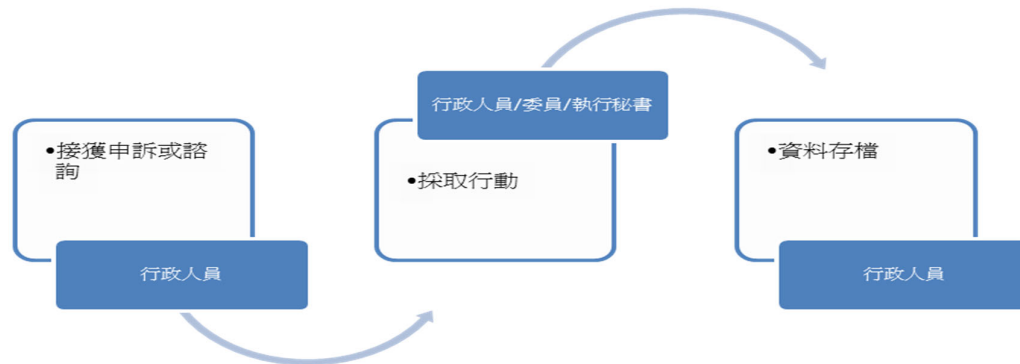 •接獲申訴或諮
詢
行政人員
行政人員/委員/執行秘書
•採取行動
•資料存檔
行政人員